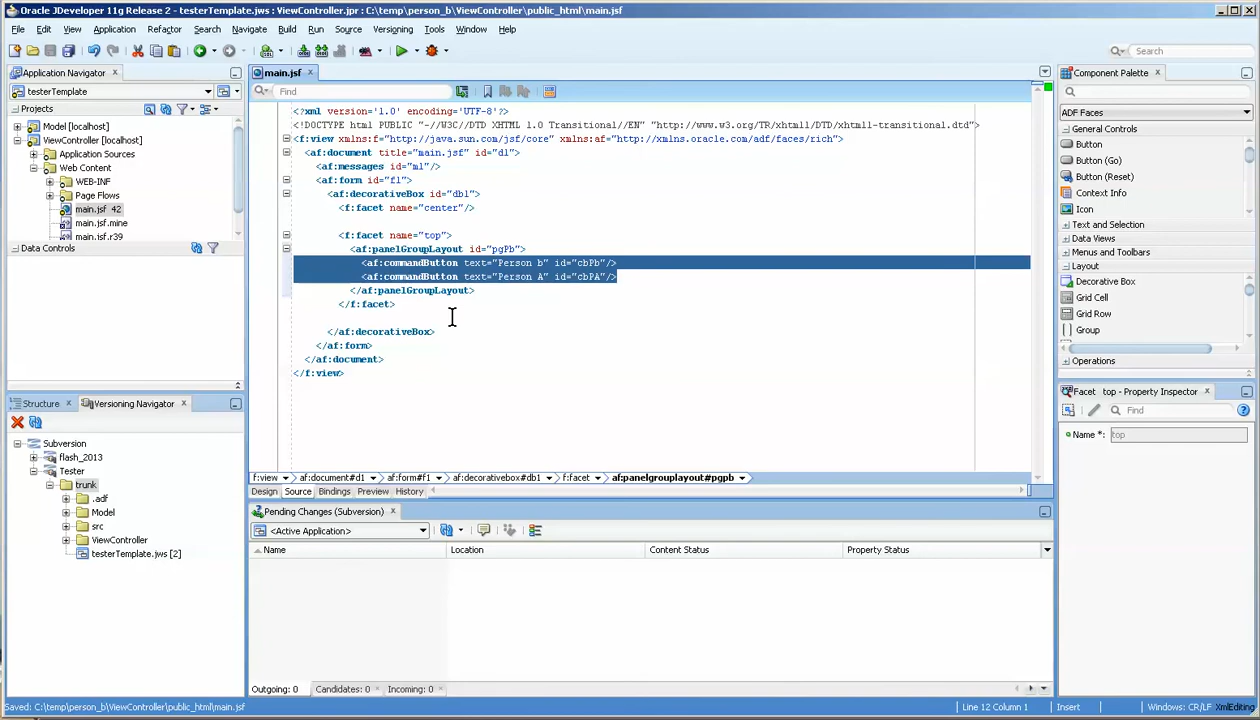 Oracle JDeveloper 11g Release 2 - testerTemplate.jws : ViewController.jpr : C:\temp\person_b\ViewController\public_html\main.jsf
File Edit View Application Refactor Search Navigate Build Run Source Versioning Tools Window Help
Search
Application Navigator
testerTemplate
Projects
Model [localhost]
ViewController [localhost]
Application Sources
Web Content
WEB-INF
Page Flows
main.jsf 42
main.jsf.mine
main.jsf.r39
Data Controls
Structure
Versioning Navigator
Subversion
flash_2013
Tester
trunk
.adf
Model
src
ViewController
testerTemplate.jws [2]
main.jsf
Find
<?xml version='1.0' encoding='UTF-8'?>
<!DOCTYPE html PUBLIC "-//W3C//DTD XHTML 1.0 Transitional//EN" "http://www.w3.org/TR/xhtml1/DTD/xhtml1-transitional.dtd">
<f:view xmlns:f="http://java.sun.com/jsf/core" xmlns:af="http://xmlns.oracle.com/adf/faces/rich">
<af:document title="main.jsf" id="d1">
<af:messages id="m1"/>
<af:form id="f1">
<af:decorativeBox id="db1">
<f:facet name="center"/>
<f:facet name="top">
<af:panelGroupLayout id="pgPb">
<af:commandButton text="Person b" id="cbPb"/>
<af:commandButton text="Person A" id="cbPA"/>
</af:panelGroupLayout>
</f:facet>
</af:decorativeBox>
</af:form>
</af:document>
</f:view>
f:view af:document#d1 af:form#f1 af:decorativebox#db1 f:facet af:panelgrouplayout#pgpb
Design Source Bindings Preview History
Pending Changes (Subversion)
<Active Application>
Name Location Content Status Property Status
Outgoing: 0 Candidates: 0 Incoming: 0
Component Palette
ADF Faces
General Controls
Button
Button (Go)
Button (Reset)
Context Info
Icon
Text and Selection
Data Views
Menus and Toolbars
Layout
Decorative Box
Grid Cell
Grid Row
Group
Operations
Facet top - Property Inspector
Find
Name *: top
Saved: C:\temp\person_b\ViewController\public_html\main.jsf
Line 12 Column 1 Insert Windows: CR/LF XmlEditing